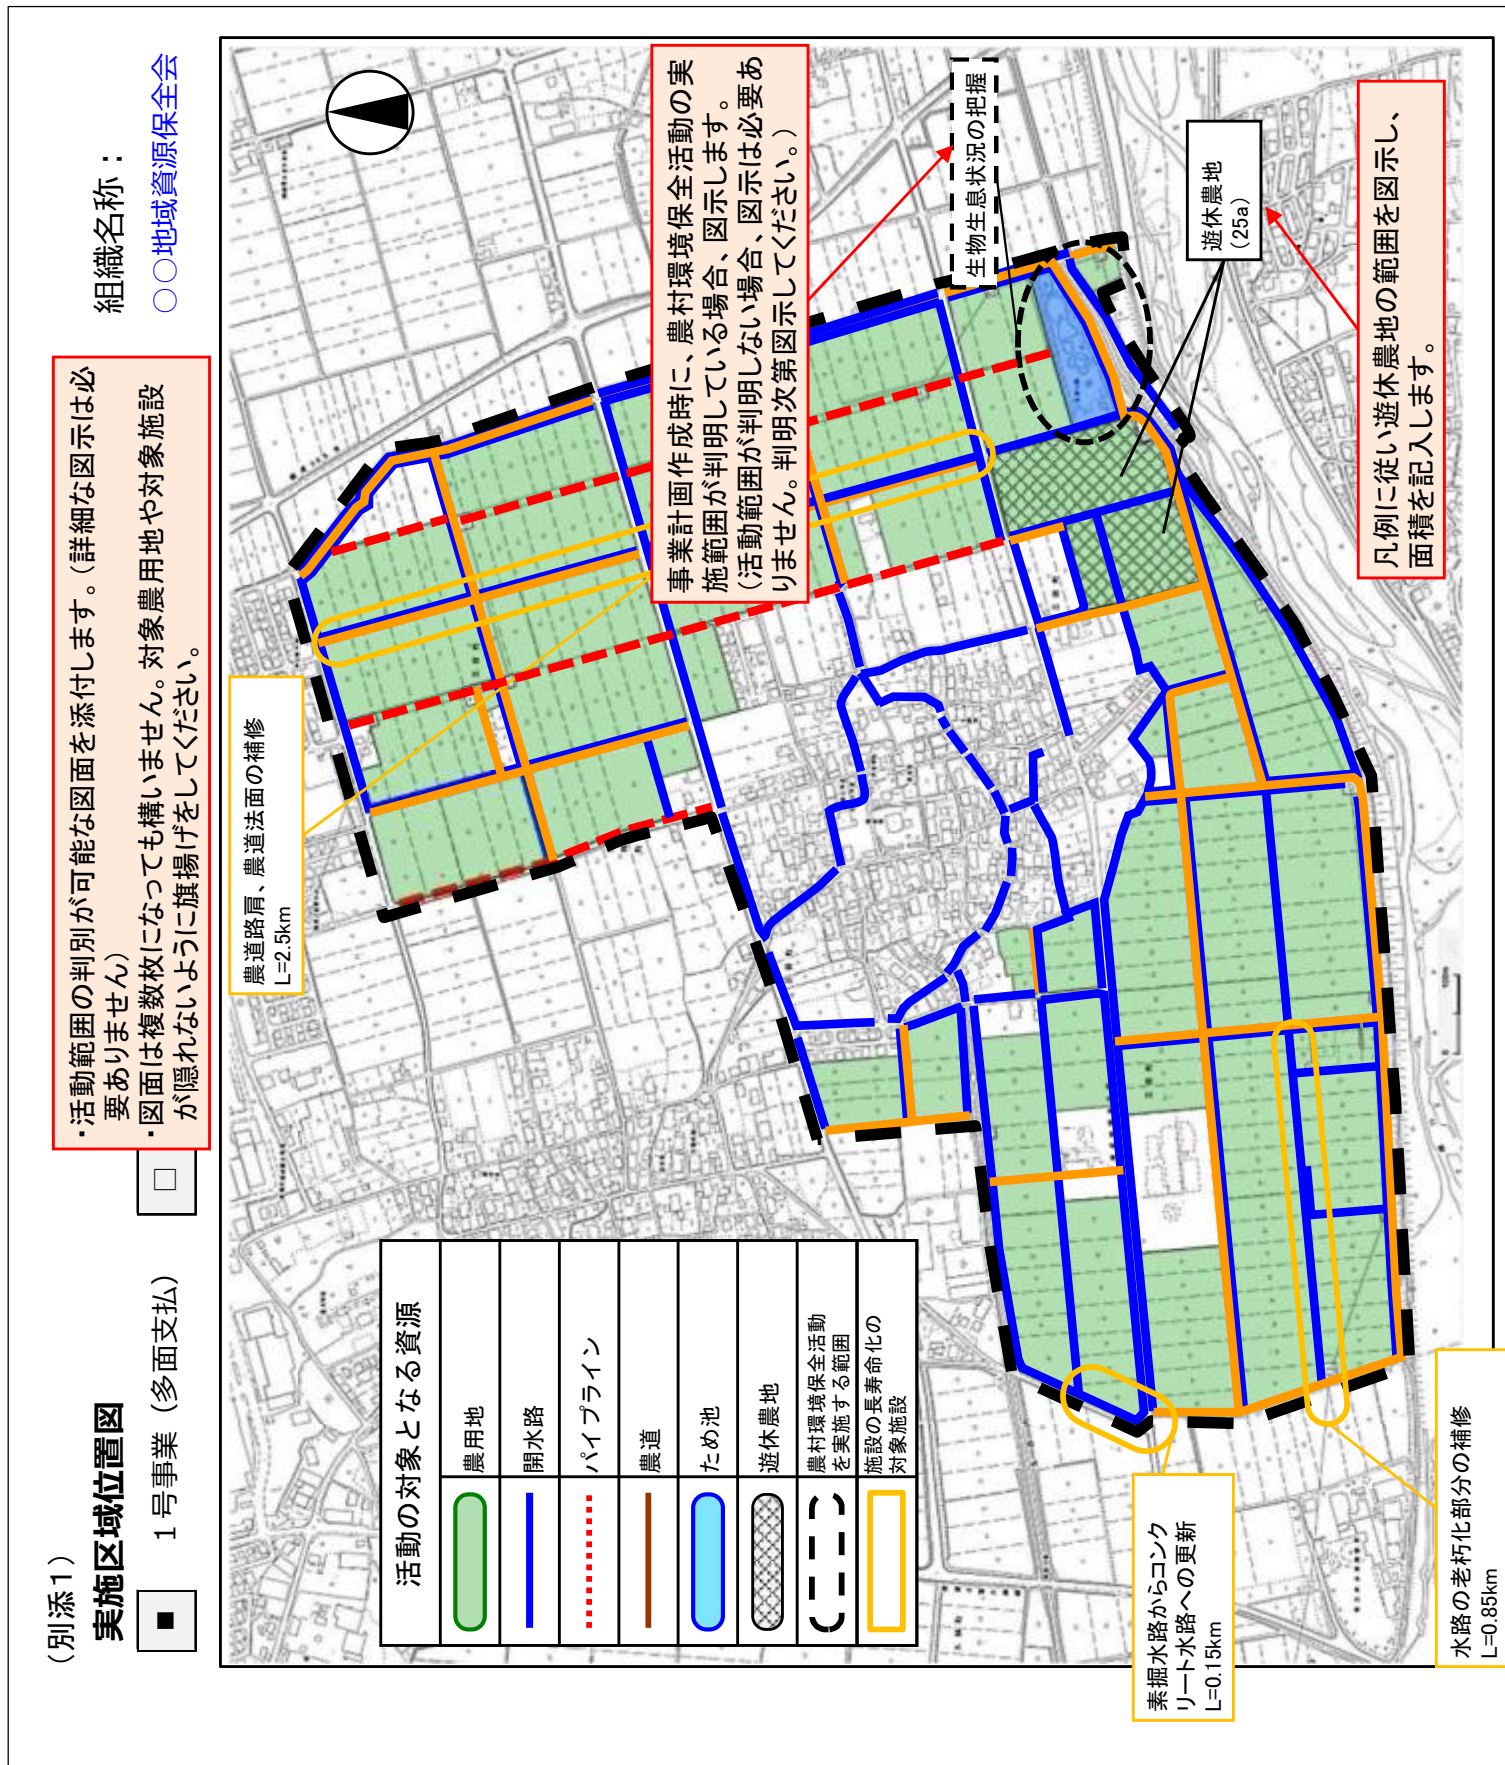 （別添１）
実施区域位置図
■
１号事業（多面支払）
□
組織名称：
○○地域資源保全会
・活動範囲の判別が可能な図面を添付します。（詳細な図示は必
要ありません）
・図面は複数枚になっても構いません。対象農用地や対象施設
が隠れないように旗揚げをしてください。
農道路肩、農道法面の補修
L=2.5km
事業計画作成時に、農村環境保全活動の実
施範囲が判明している場合、図示します。
（活動範囲が判明しない場合、図示は必要あ
りません。判明次第図示してください。）
生物生息状況の把握
遊休農地
（25a）
凡例に従い遊休農地の範囲を図示し、
面積を記入します。
活動の対象となる資源
農用地
開水路
パイプライン
農道
ため池
遊休農地
農村環境保全活動
を実施する範囲
施設の長寿命化の
対象施設
素掘水路からコンク
リート水路への更新
L=0.15km
水路の老朽化部分の補修
L=0.85km